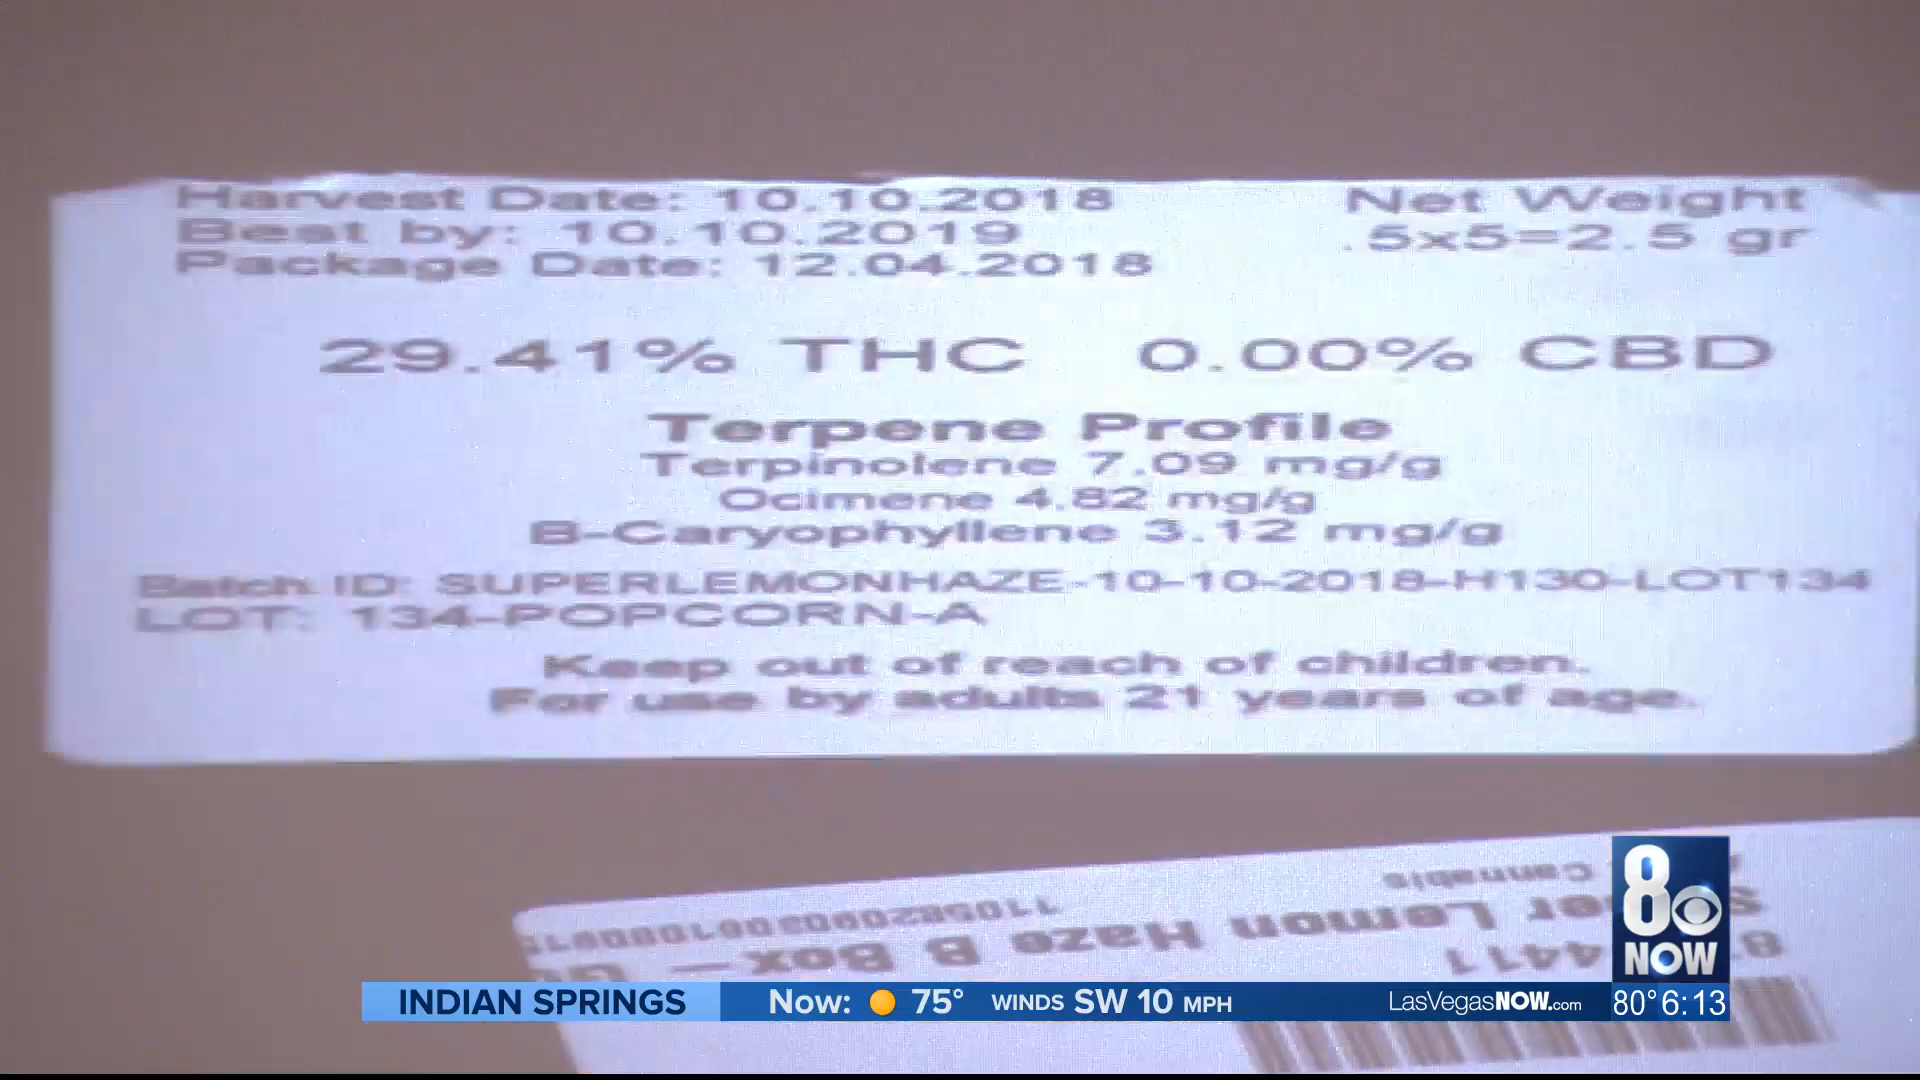 Harvest Date: 10.10.2018
Net Weight
Best by: 10.10.2019
.5x5=2.5 gr
Package Date: 12.04.2018
29.41% THC 0.00% CBD
Terpene Profile
Terpinolene 7.09 mg/g
Ocimene 4.82 mg/g
B-Caryophyllene 3.12 mg/g
Batch ID: SUPERLEMONHAZE-10-10-2018-H130-LOT134
LOT: 134-POPCORN-A
Keep out of reach of children.
For use by adults 21 years of age.
Cannabis
Lemon Haze B Box –
8 NOW
INDIAN SPRINGS Now: 75° WINDS SW 10 MPH LasVegasNOW.com 80° 6:13